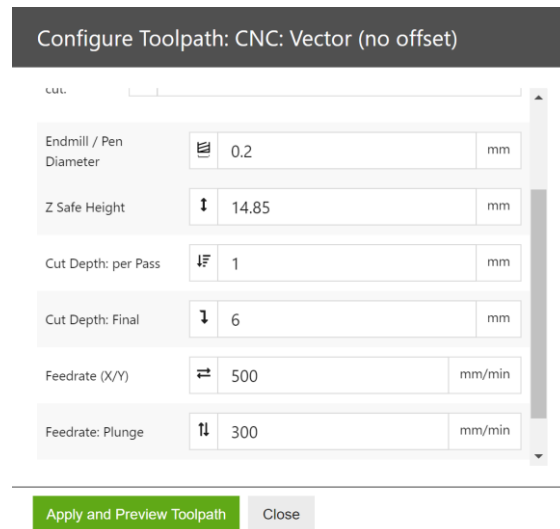 Configure Toolpath: CNC: Vector (no offset)
cut.
Endmill / Pen
Diameter
0.2
mm
Z Safe Height
14.85
mm
Cut Depth: per Pass
1
mm
Cut Depth: Final
6
mm
Feedrate (X/Y)
500
mm/min
Feedrate: Plunge
300
mm/min
Apply and Preview Toolpath
Close